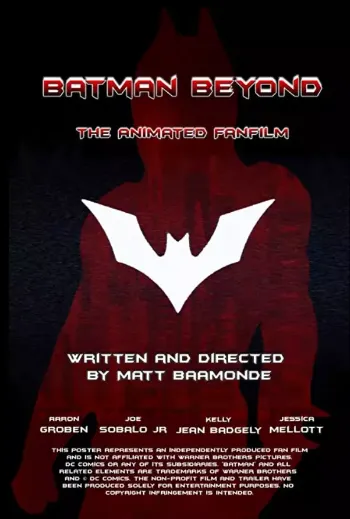 BATMAN BEYOND
THE ANIMATED FANFILM
WRITTEN AND DIRECTED
BY MATT BAAMONDE
AARON JOE KELLY JESSICA
GROBEN SOBALO JR JEAN BADGELY MELLOTT
THIS POSTER REPRESENTS AN INDEPENDENTLY PRODUCED FAN FILM
AND IS NOT AFFILIATED WITH WARNER BROTHERS PICTURES,
DC COMICS OR ANY OF ITS SUBSIDARIES. 'BATMAN' AND ALL
RELATED ELEMENTS ARE TRADEMARKS OF WARNER BROTHERS
AND © DC COMICS. THE NON-PROFIT FILM AND TRAILER HAVE
BEEN PRODUCED SOLELY FOR ENTERTAINMENT PURPOSES. NO
COPYRIGHT INFRINGEMENT IS INTENDED.